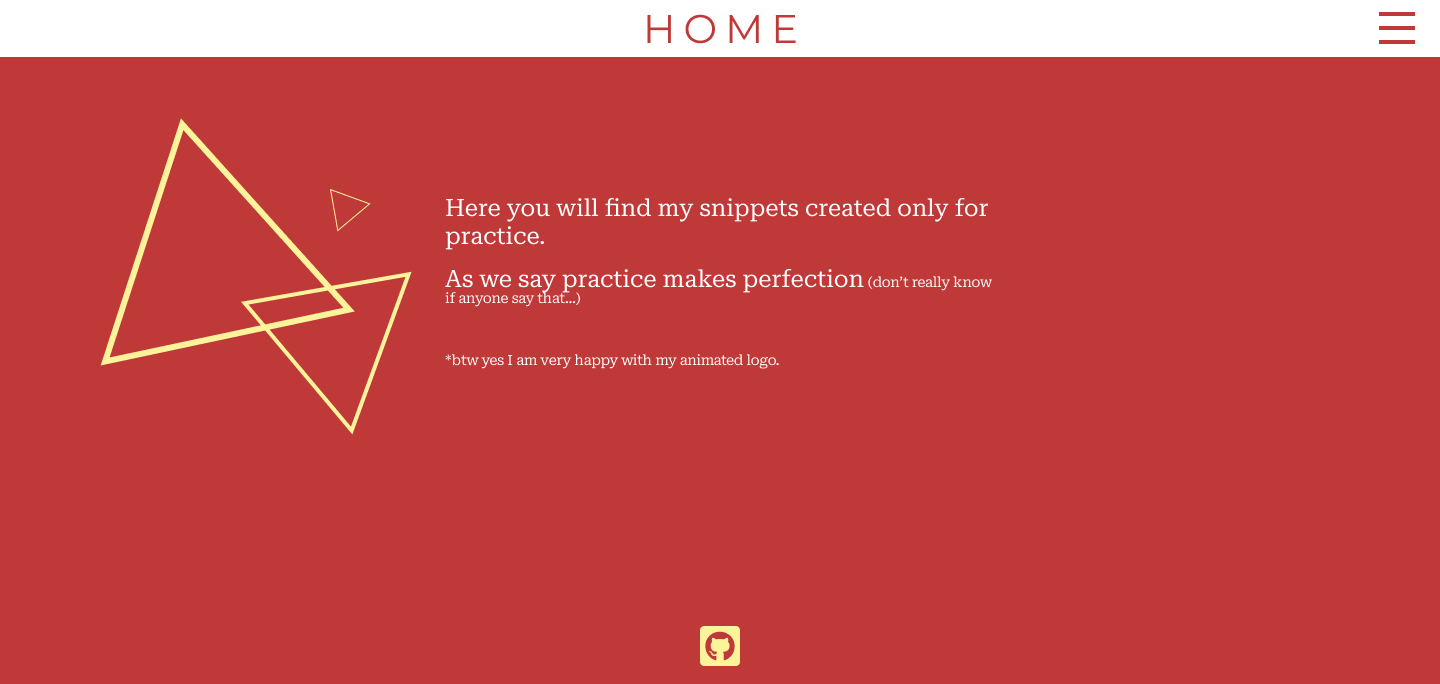 HOME
Here you will find my snippets created only for
practice.
As we say practice makes perfection (don’t really know
if anyone say that...)
*btw yes I am very happy with my animated logo.